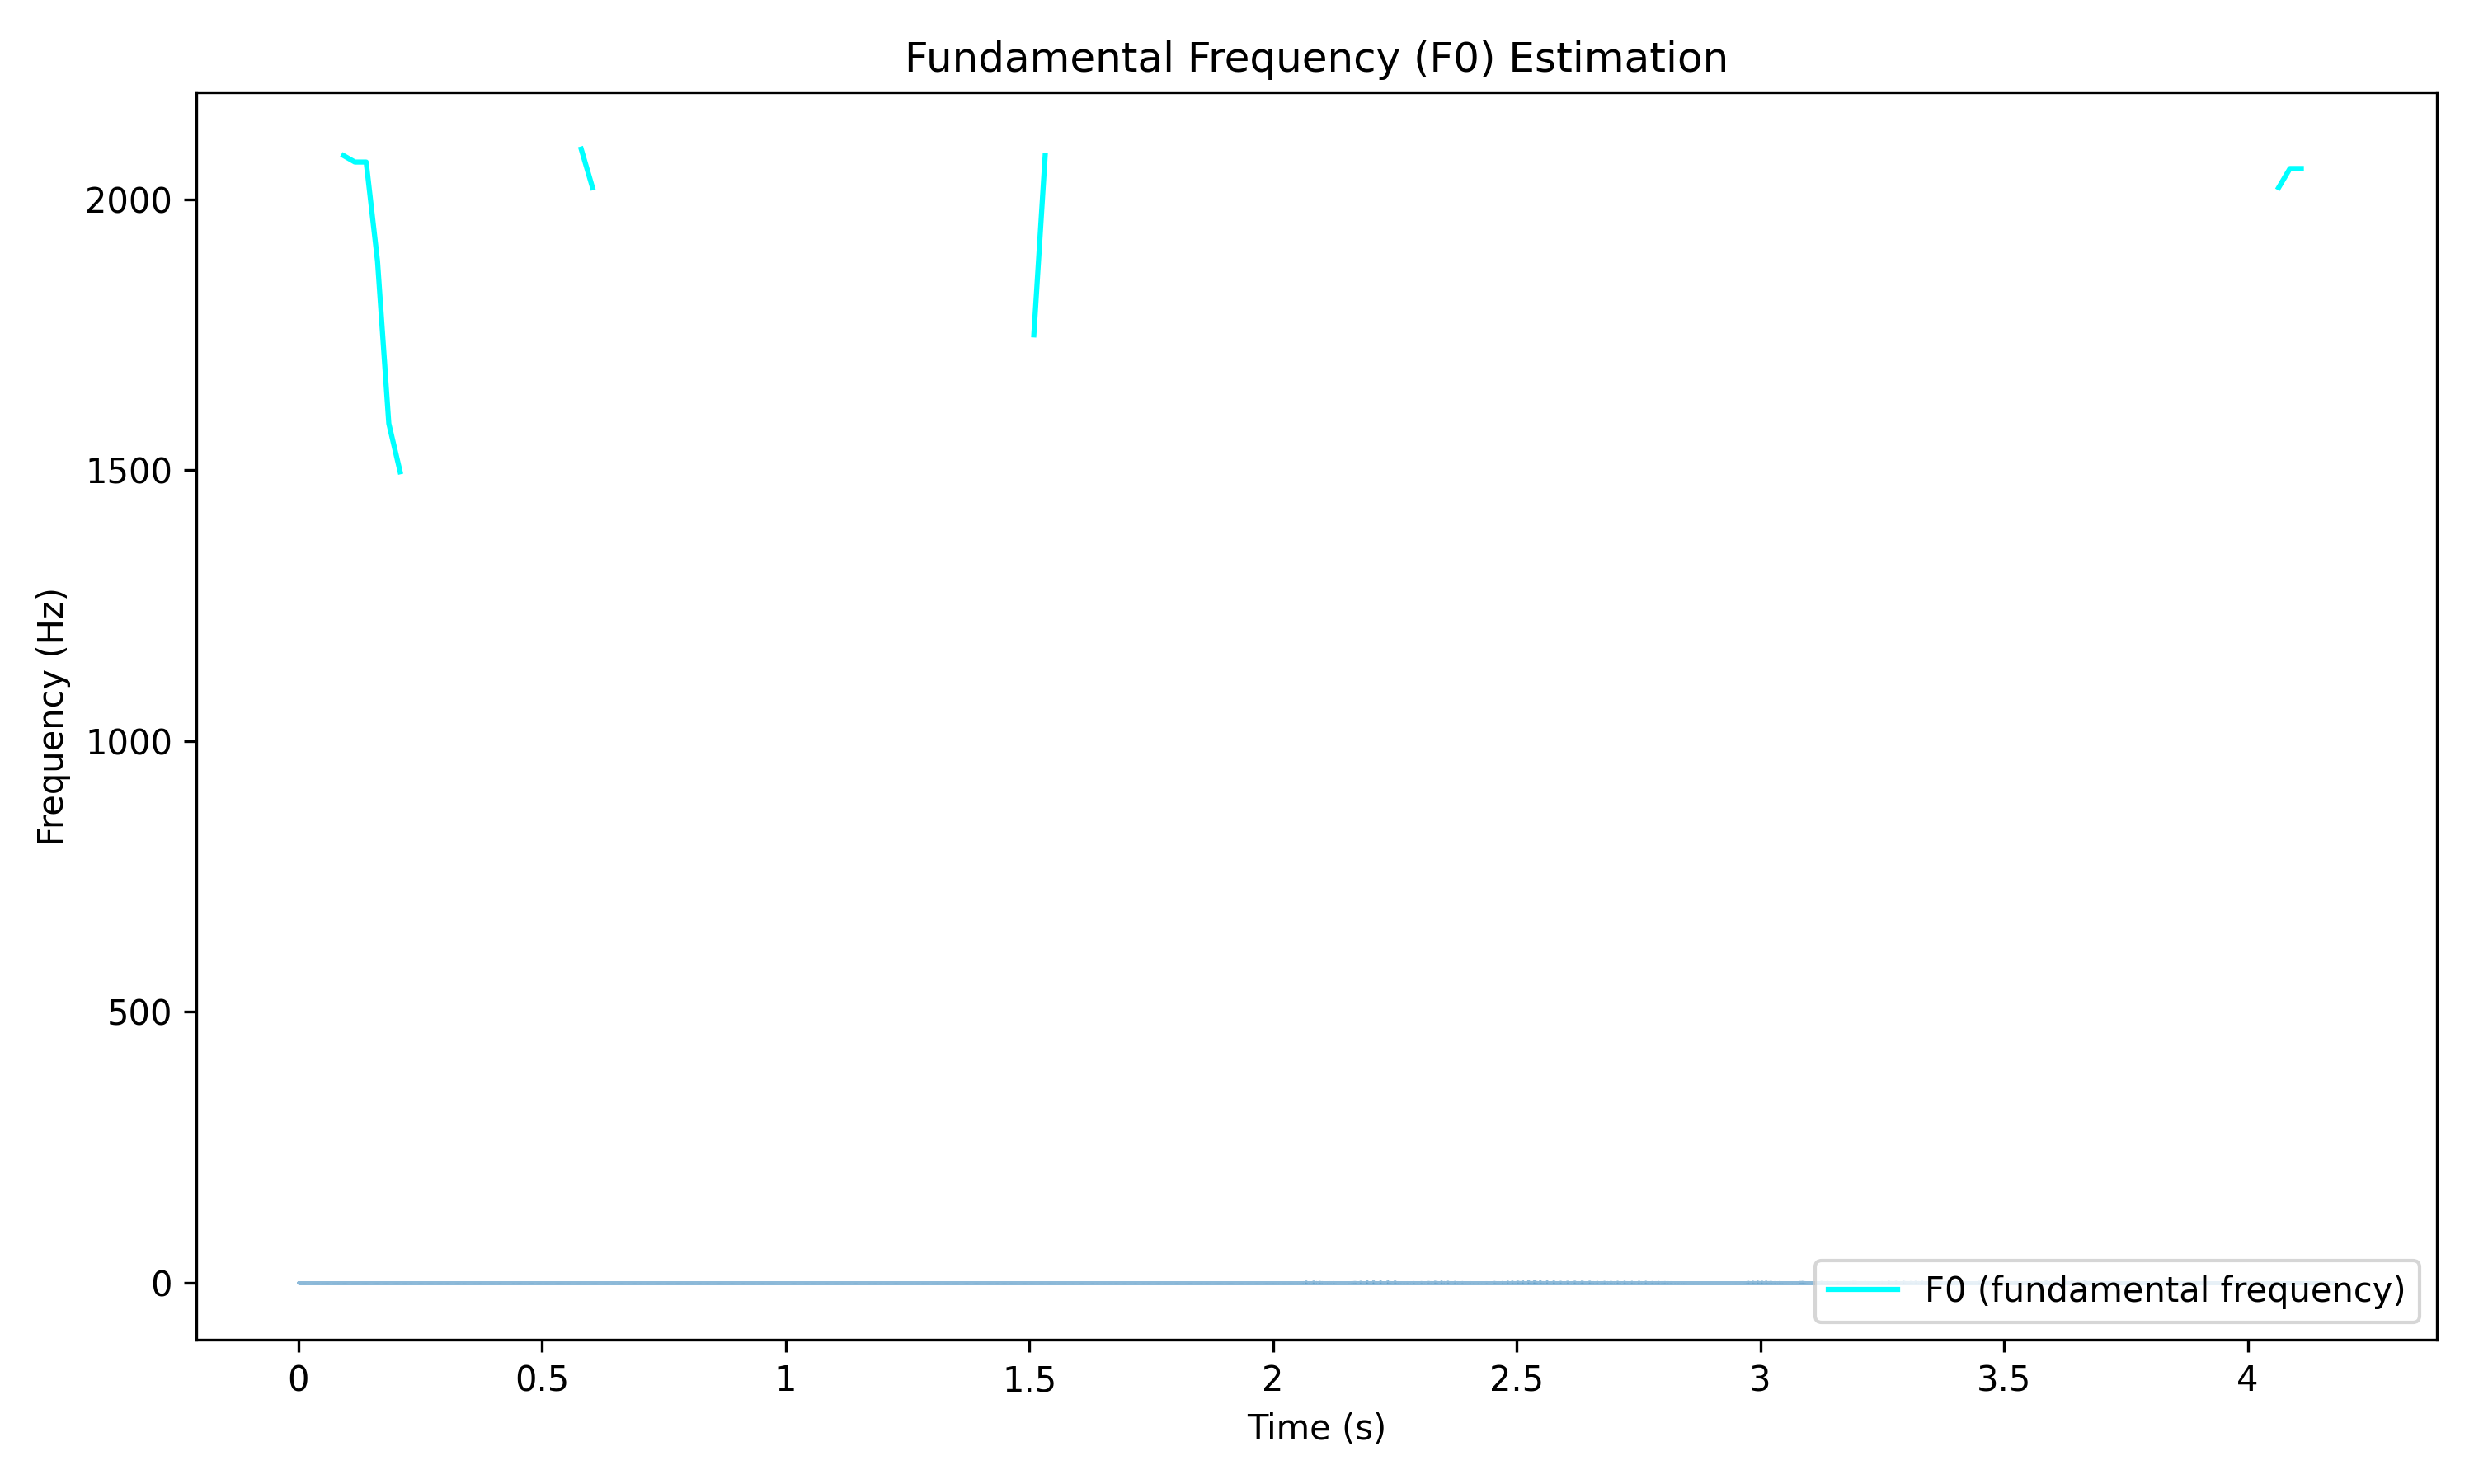 Fundamental Frequency (F0) Estimation
Frequency (Hz)
2000
1500
1000
500
0
0 0.5 1 1.5 2 2.5 3 3.5 4
Time (s)
F0 (fundamental frequency)